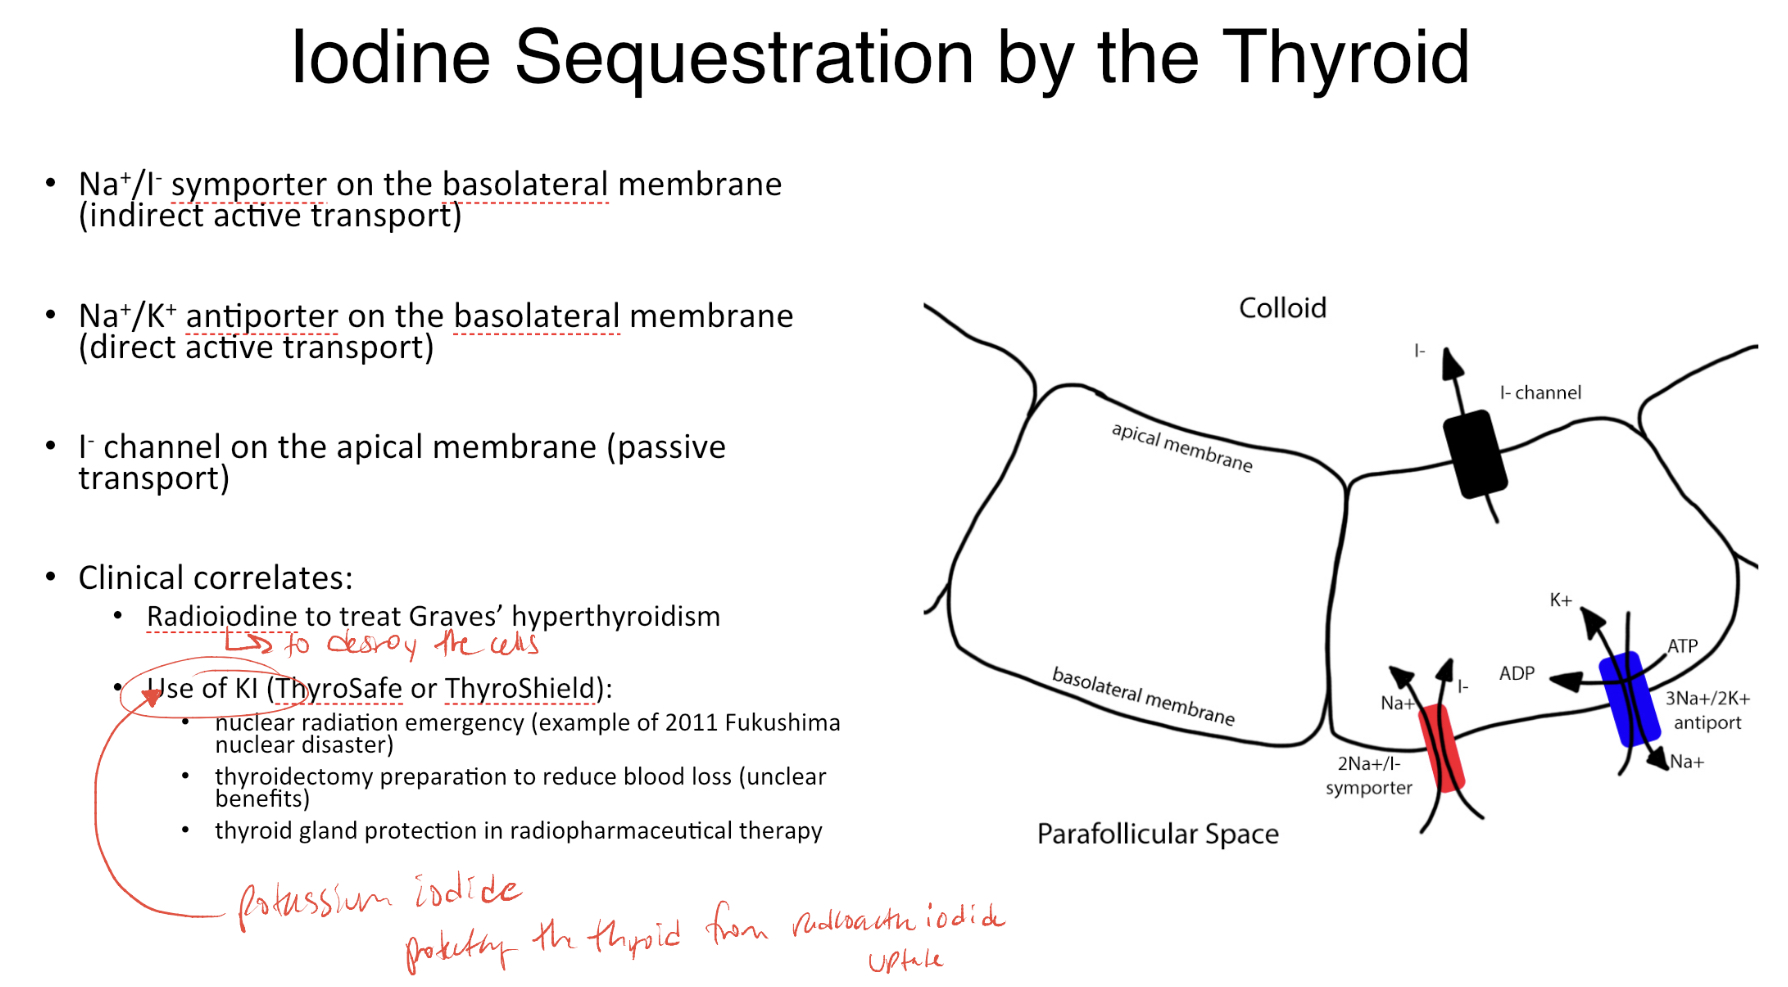 Iodine Sequestration by the Thyroid
• Na⁺/I⁻ symporter on the basolateral membrane
(indirect active transport)
• Na⁺/K⁺ antiporter on the basolateral membrane
(direct active transport)
• I⁻ channel on the apical membrane (passive
transport)
• Clinical correlates:
• Radioiodine to treat Graves’ hyperthyroidism
to desroy the cells
• Use of KI (ThyroSafe or ThyroShield):
• nuclear radiation emergency (example of 2011 Fukushima
nuclear disaster)
• thyroidectomy preparation to reduce blood loss (unclear
benefits)
• thyroid gland protection in radiopharmaceutical therapy
potassium iodide
the thyroid from iodide
uptake
Colloid
I-
I- channel
apical membrane
basolateral membrane
K+
ATP
ADP
3Na+/2K+
antiport
Na+
Na+
I-
2Na+/I-
symporter
Parafollicular Space